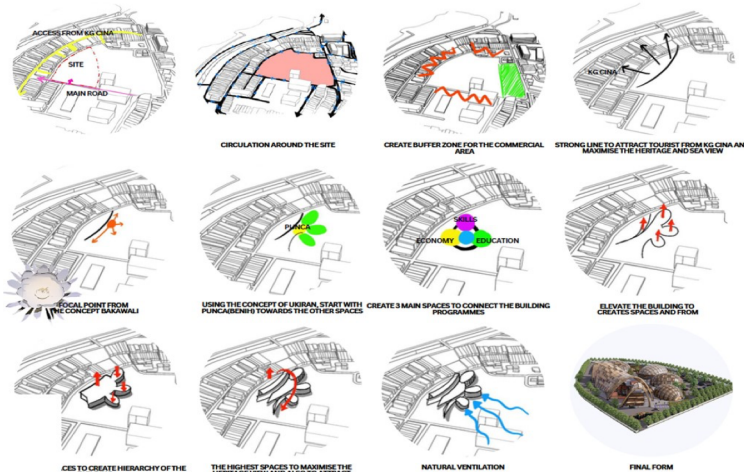 ACCESS FROM KG CINA
SITE
MAIN ROAD
CIRCULATION AROUND THE SITE
CREATE BUFFER ZONE FOR THE COMMERCIAL
AREA
KG CINA
STRONG LINE TO ATTRACT TOURIST FROM KG CINA AN
MAXIMISE THE HERITAGE AND SEA VIEW
FOCAL POINT FROM
THE CONCEPT BAKAWALI
PUNCA
USING THE CONCEPT OF UKIRAN, START WITH
PUNCA(BENIH) TOWARDS THE OTHER SPACES
SKILLS
ECONOMY
EDUCATION
CREATE 3 MAIN SPACES TO CONNECT THE BUILDING
PROGRAMMES
ELEVATE THE BUILDING TO
CREATES SPACES AND FROM
CES TO CREATE HIERARCHY OF THE
THE HIGHEST SPACES TO MAXIMISE THE
NATURAL VENTILATION
FINAL FORM